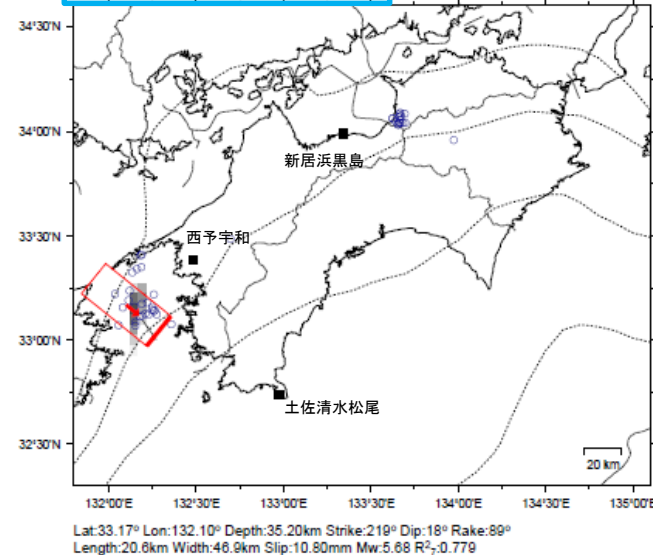 34°30'N
34°00'N
新居浜黒島
33°30'N
西予宇和
33°00'N
土佐清水松尾
32°30'N
20 km
132°00'E 132°30'E 133°00'E 133°30'E 134°00'E 134°30'E 135°00'E
Lat:33.17° Lon:132.10° Depth:35.20km Strike:219° Dip:18° Rake:89°
Length:20.6km Width:46.9km Slip:10.80mm Mw:5.68 R²₇:0.779